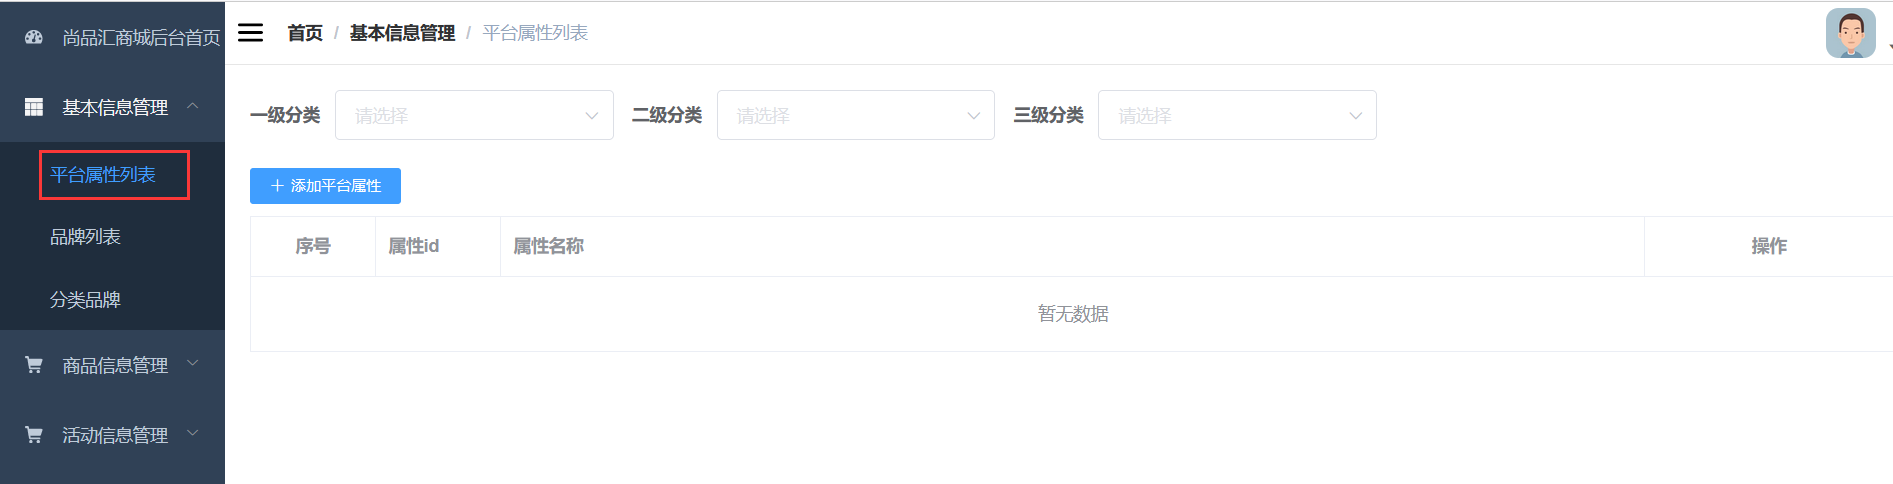 尚品汇商城后台首页
基本信息管理
平台属性列表
品牌列表
分类品牌
商品信息管理
活动信息管理
首页 / 基本信息管理 / 平台属性列表
一级分类 请选择 二级分类 请选择 三级分类 请选择
+ 添加平台属性
序号 属性id 属性名称 操作
暂无数据